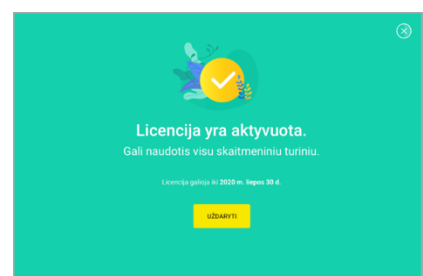 Licencija yra aktyvuota.
Gali naudotis visu skaitmeniniu turiniu.
Licencija galioja iki 2020 m. liepos 30 d.
UŽDARYTI